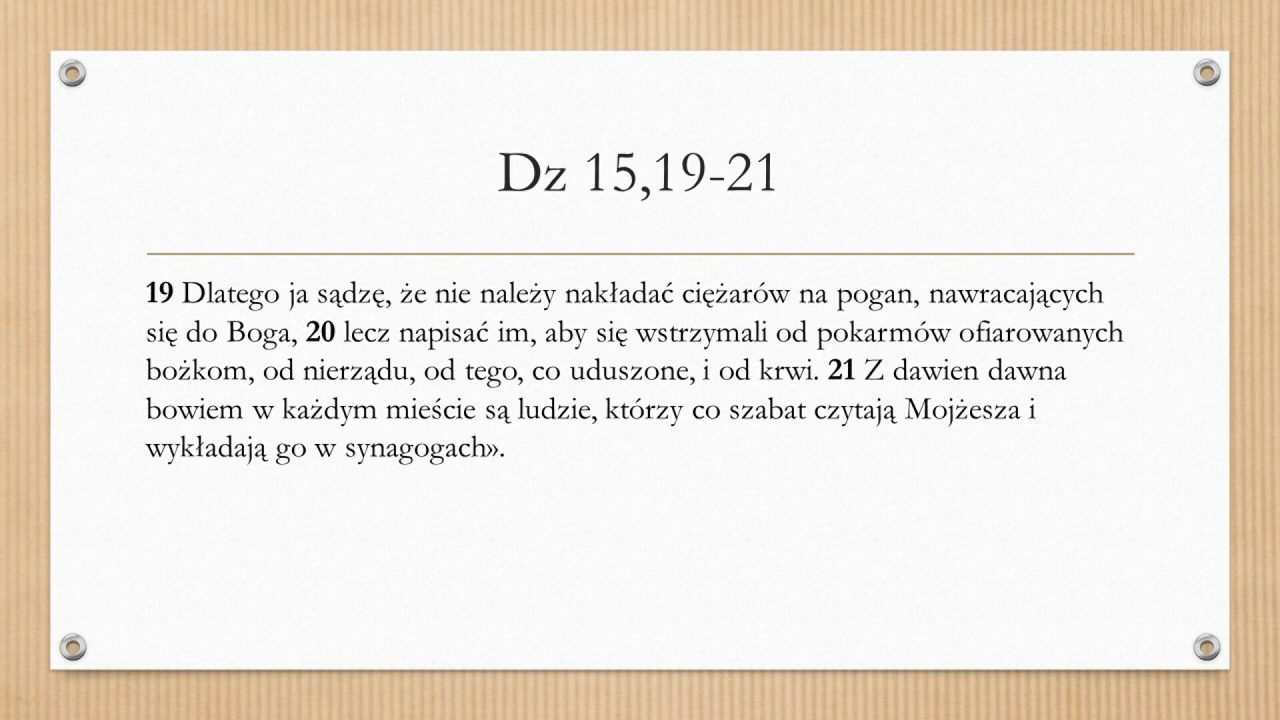 Dz 15,19-21
19 Dlatego ja sądzę, że nie należy nakładać ciężarów na pogan, nawracających
się do Boga, 20 lecz napisać im, aby się wstrzymali od pokarmów ofiarowanych
bożkom, od nierządu, od tego, co uduszone, i od krwi. 21 Z dawien dawna
bowiem w każdym mieście są ludzie, którzy co szabat czytają Mojżesza i
wykładają go w synagogach».